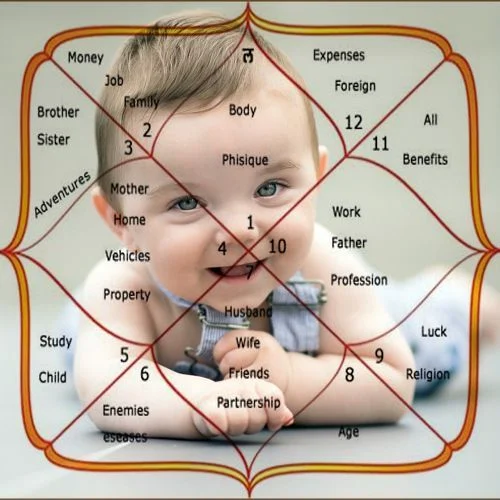 Money
Job
Family
2
3
Brother
Sister
Adventures
ल
Body
Phisique
1
Expenses
Foreign
12
11
All
Benefits
Mother
Home
Vehicles
Property
4
10
7
Work
Father
Profession
Husband
Wife
Friends
Partnership
Study
Child
5
6
Enemies
eseases
8
9
Age
Luck
Religion